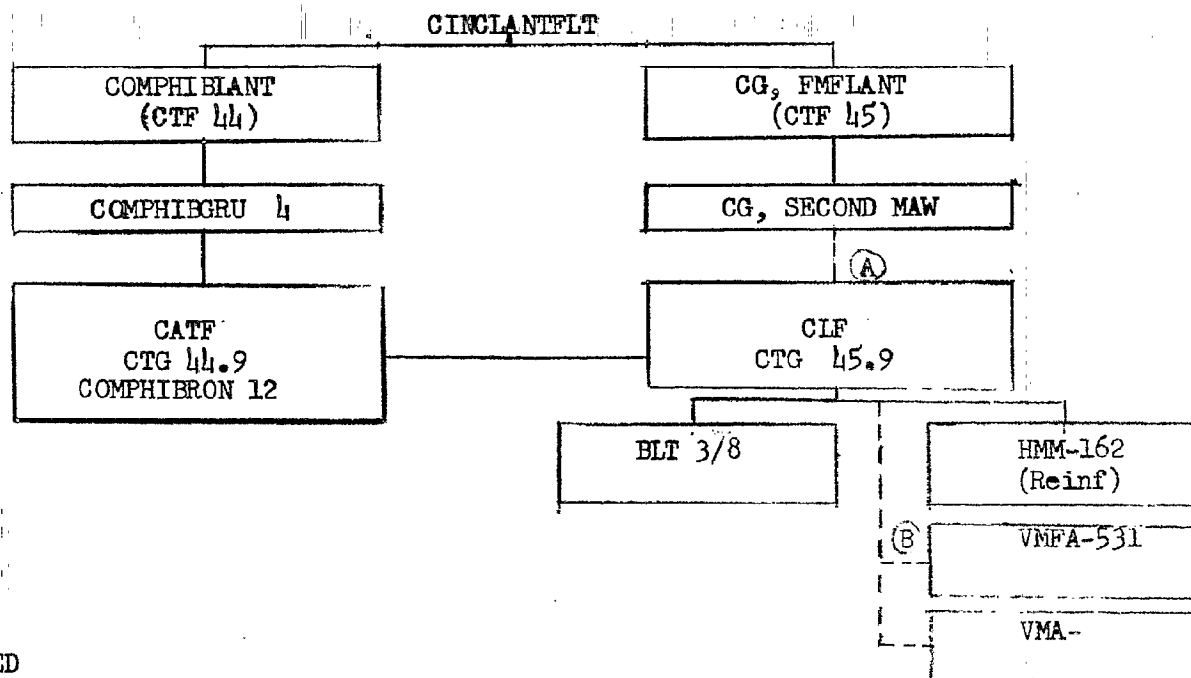 CINCLANTFLT
COMPHIBLANT
(CTF 44)
CG, FMFLANT
(CTF 45)
COMPHIBGRU 4
CG, SECOND MAW
A
CATF
CTG 44.9
COMPHIBRON 12
CLF
CTG 45.9
BLT 3/8
HMM-162
(Reinf)
B
VMFA-531
VMA-
ED